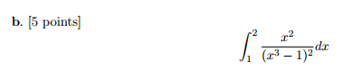 b. [5 points]
∫₁² x²/(x³ − 1)² dx